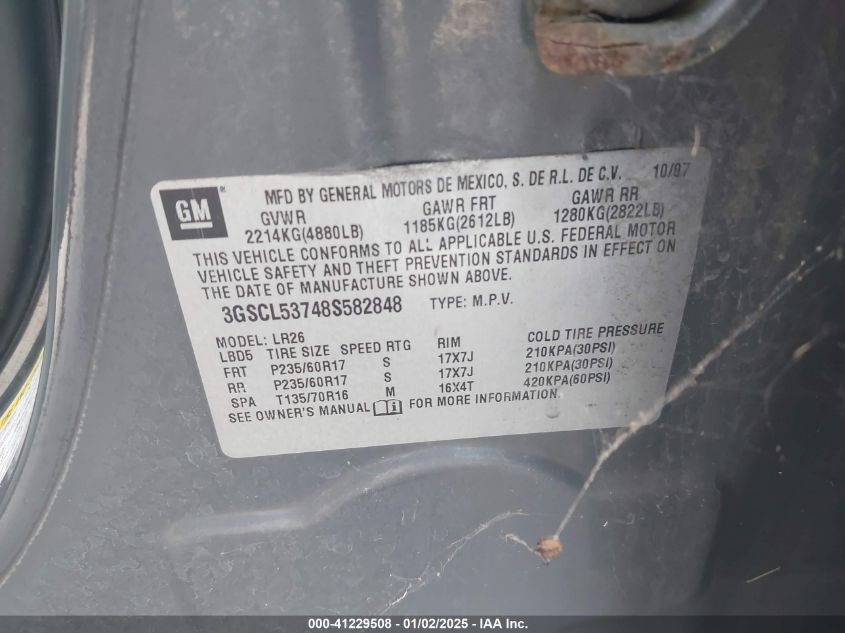 GM ®
MFD BY GENERAL MOTORS DE MEXICO, S. DE R.L. DE C.V. 10/07
GVWR GAWR FRT GAWR RR
2214KG(4880LB) 1185KG(2612LB) 1280KG(2822LB)
THIS VEHICLE CONFORMS TO ALL APPLICABLE U.S. FEDERAL MOTOR
VEHICLE SAFETY AND THEFT PREVENTION STANDARDS IN EFFECT ON
THE DATE OF MANUFACTURE SHOWN ABOVE.
3GSCL53748S582848 TYPE: M.P.V.
MODEL: LR26
LBD5 TIRE SIZE SPEED RTG RIM COLD TIRE PRESSURE
FRT P235/60R17 S 17X7J 210KPA(30PSI)
RR P235/60R17 S 17X7J 210KPA(30PSI)
SPA T135/70R16 M 16X4T 420KPA(60PSI)
SEE OWNER'S MANUAL FOR MORE INFORMATION.
000-41229508 - 01/02/2025 - IAA Inc.